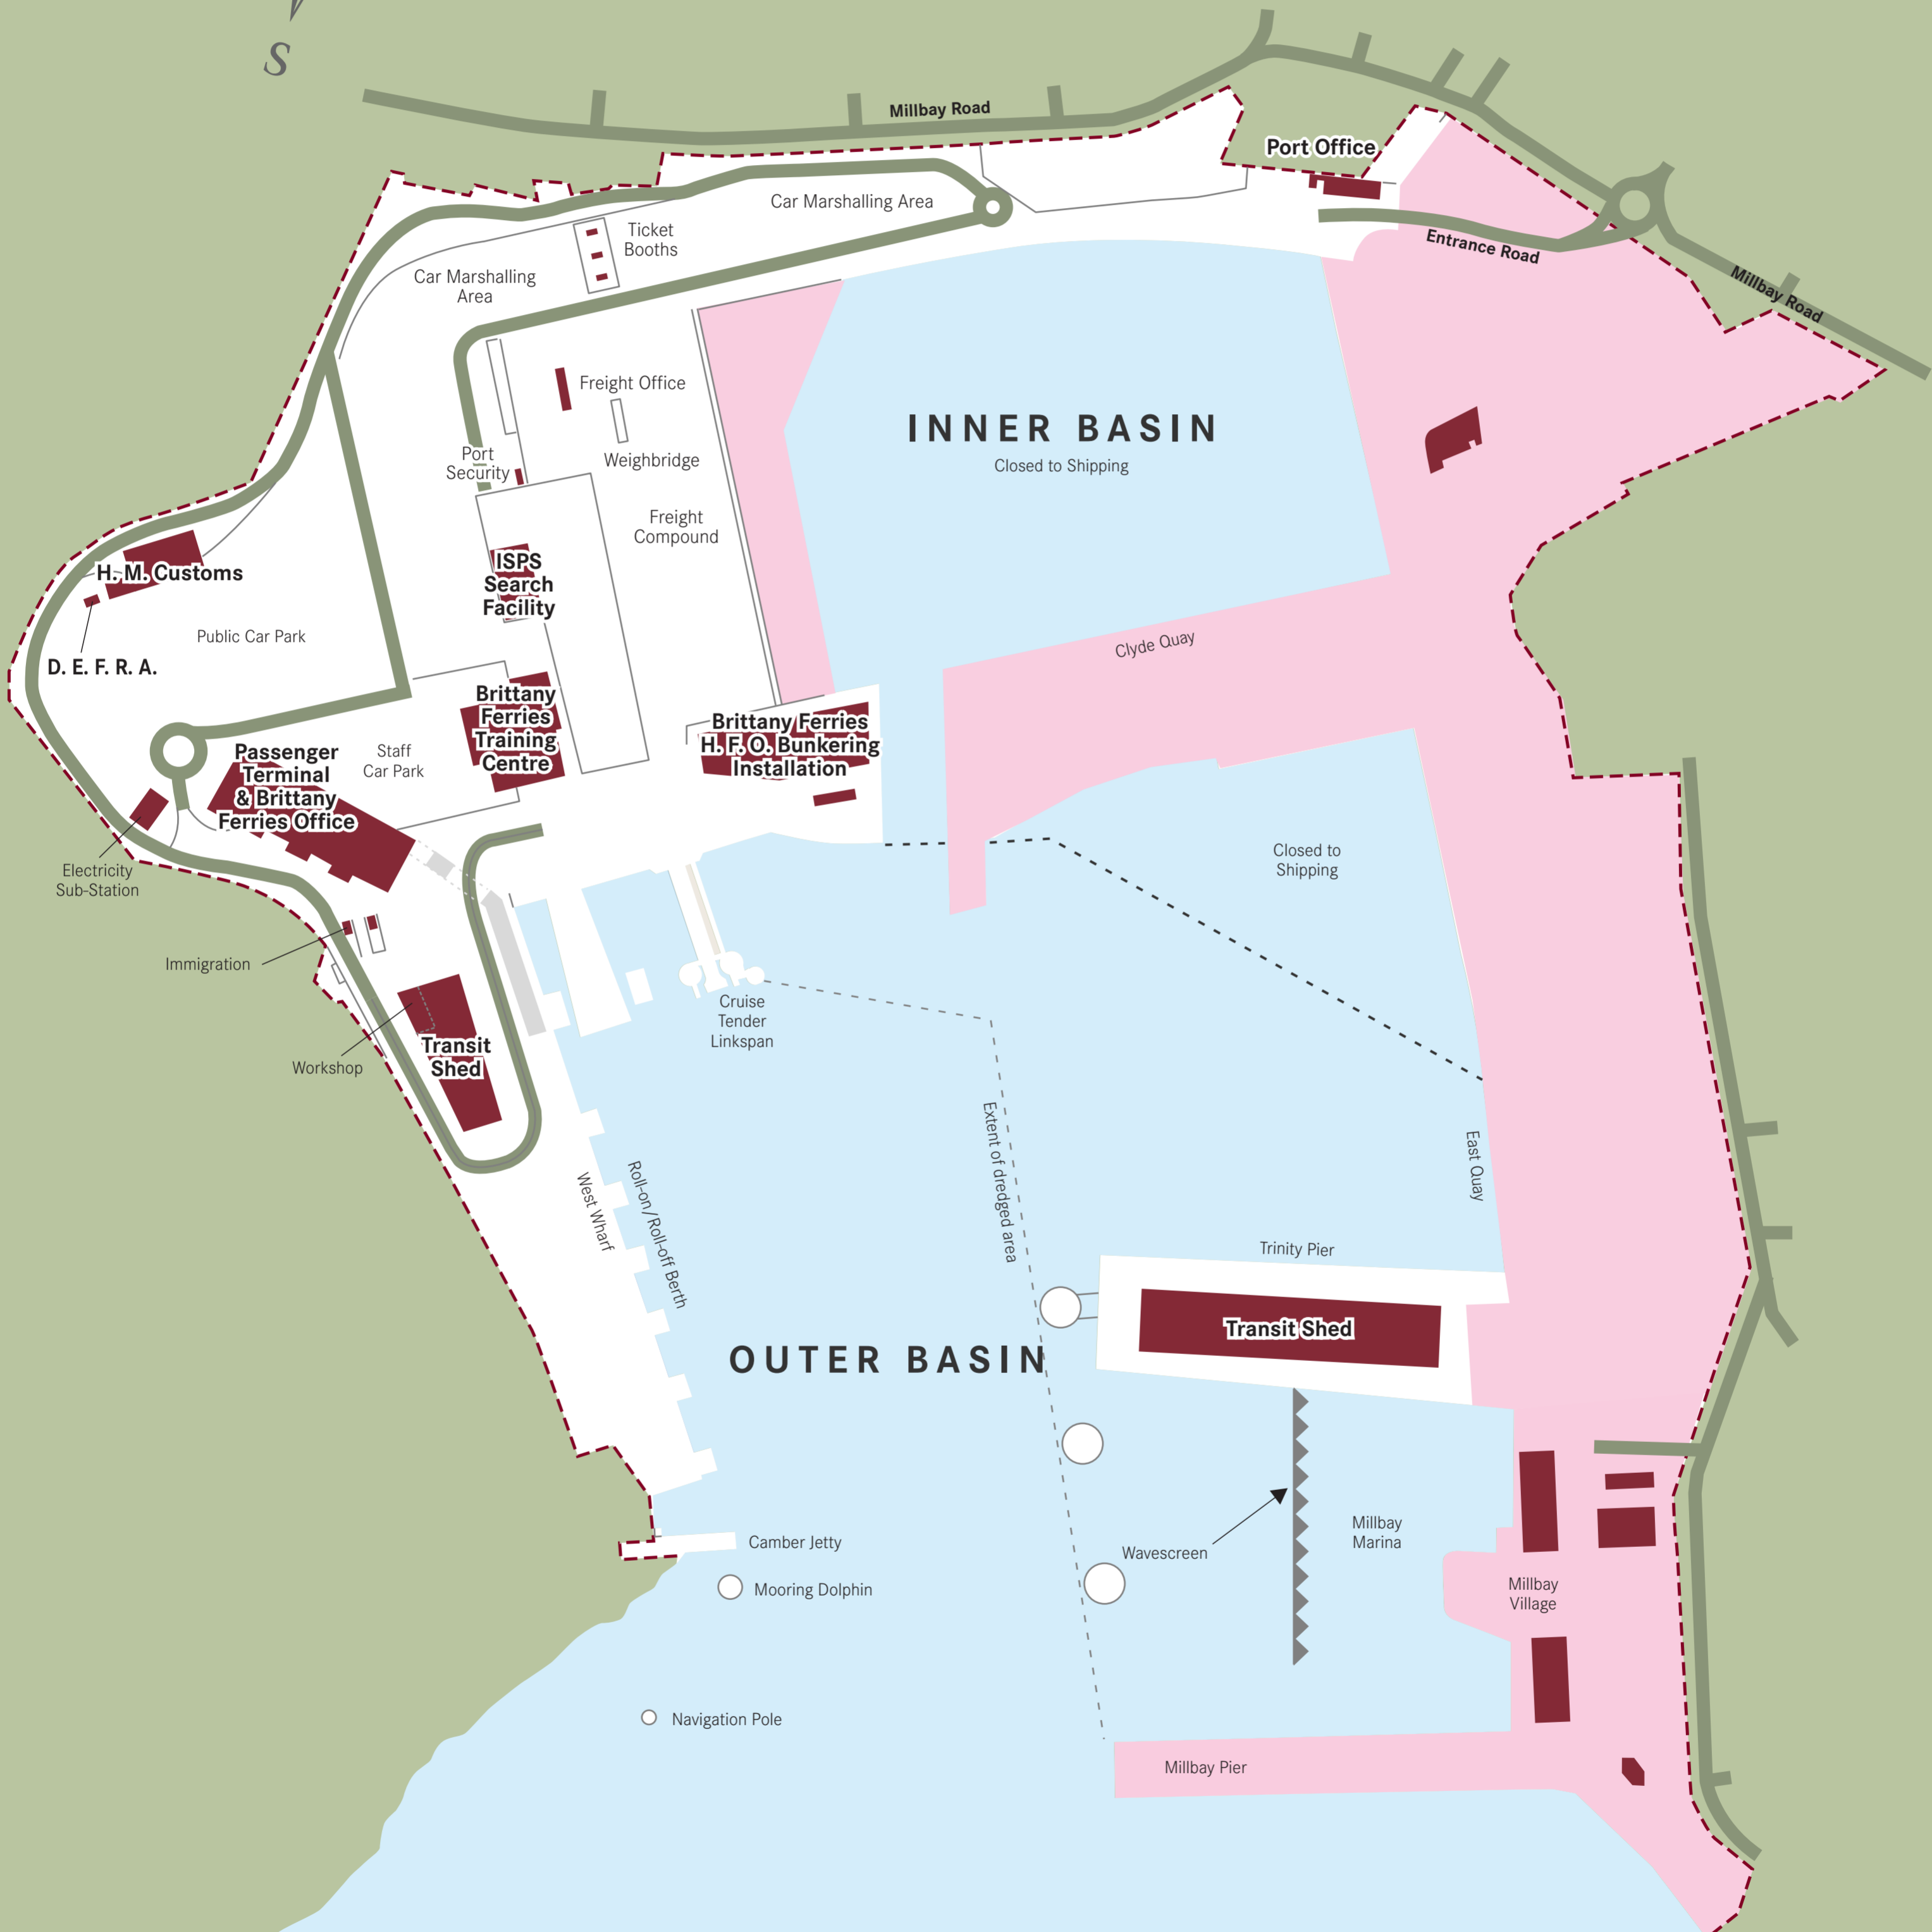 S
Millbay Road
Port Office
Entrance Road
Millbay Road
Car Marshalling Area
Ticket
Booths
Car Marshalling
Area
Freight Office
Port
Security
Weighbridge
Freight
Compound
INNER BASIN
Closed to Shipping
ISPS
Search
Facility
H. M. Customs
D. E. F. R. A.
Public Car Park
Clyde Quay
Brittany
Ferries
Training
Centre
Brittany Ferries
H. F. O. Bunkering
Installation
Passenger
Terminal
& Brittany
Ferries Office
Staff
Car Park
Electricity
Sub-Station
Closed to
Shipping
Immigration
Cruise
Tender
Linkspan
Workshop
Transit
Shed
Extent of dredged area
East Quay
West Wharf
Roll-on/Roll-off Berth
Trinity Pier
Transit Shed
OUTER BASIN
Camber Jetty
Mooring Dolphin
Wavescreen
Millbay
Marina
Millbay
Village
Navigation Pole
Millbay Pier